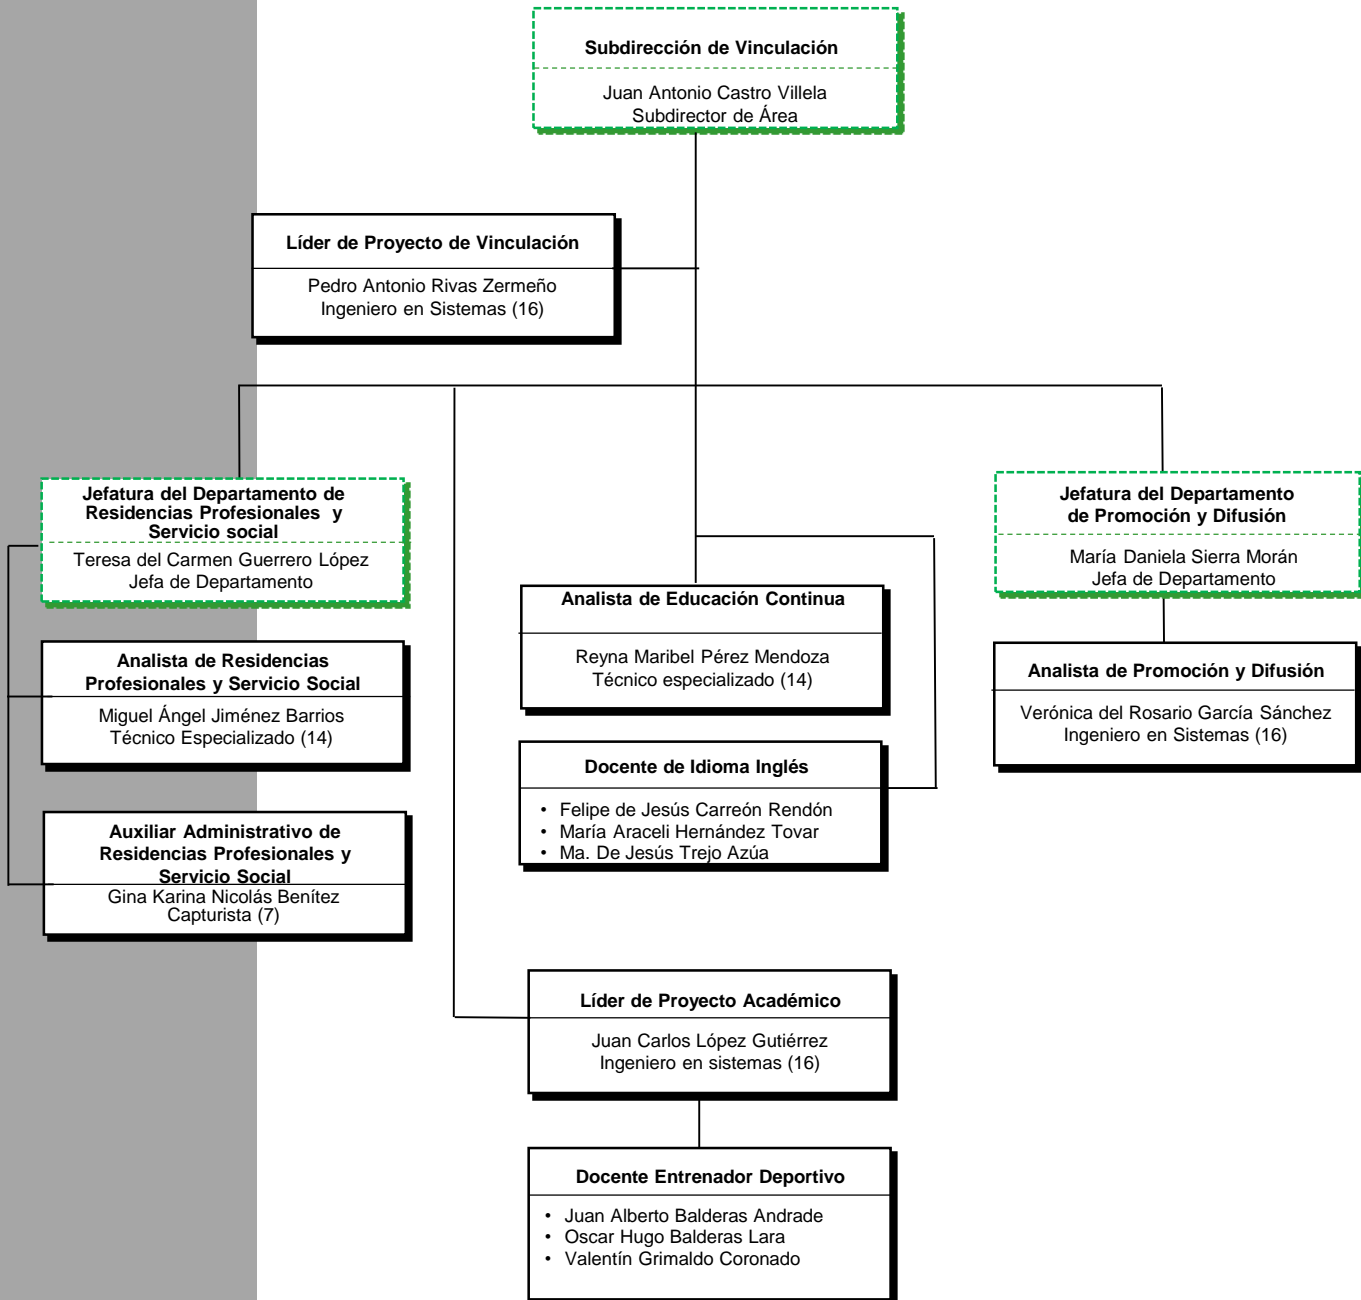 Subdirección de Vinculación
Juan Antonio Castro Villela
Subdirector de Área
Líder de Proyecto de Vinculación
Pedro Antonio Rivas Zermeño
Ingeniero en Sistemas (16)
Jefatura del Departamento de
Residencias Profesionales y
Servicio social
Teresa del Carmen Guerrero López
Jefa de Departamento
Analista de Residencias
Profesionales y Servicio Social
Miguel Ángel Jiménez Barrios
Técnico Especializado (14)
Auxiliar Administrativo de
Residencias Profesionales y
Servicio Social
Gina Karina Nicolás Benítez
Capturista (7)
Analista de Educación Continua
Reyna Maribel Pérez Mendoza
Técnico especializado (14)
Docente de Idioma Inglés
• Felipe de Jesús Carreón Rendón
• María Araceli Hernández Tovar
• Ma. De Jesús Trejo Azúa
Jefatura del Departamento
de Promoción y Difusión
María Daniela Sierra Morán
Jefa de Departamento
Analista de Promoción y Difusión
Verónica del Rosario García Sánchez
Ingeniero en Sistemas (16)
Líder de Proyecto Académico
Juan Carlos López Gutiérrez
Ingeniero en sistemas (16)
Docente Entrenador Deportivo
• Juan Alberto Balderas Andrade
• Oscar Hugo Balderas Lara
• Valentín Grimaldo Coronado